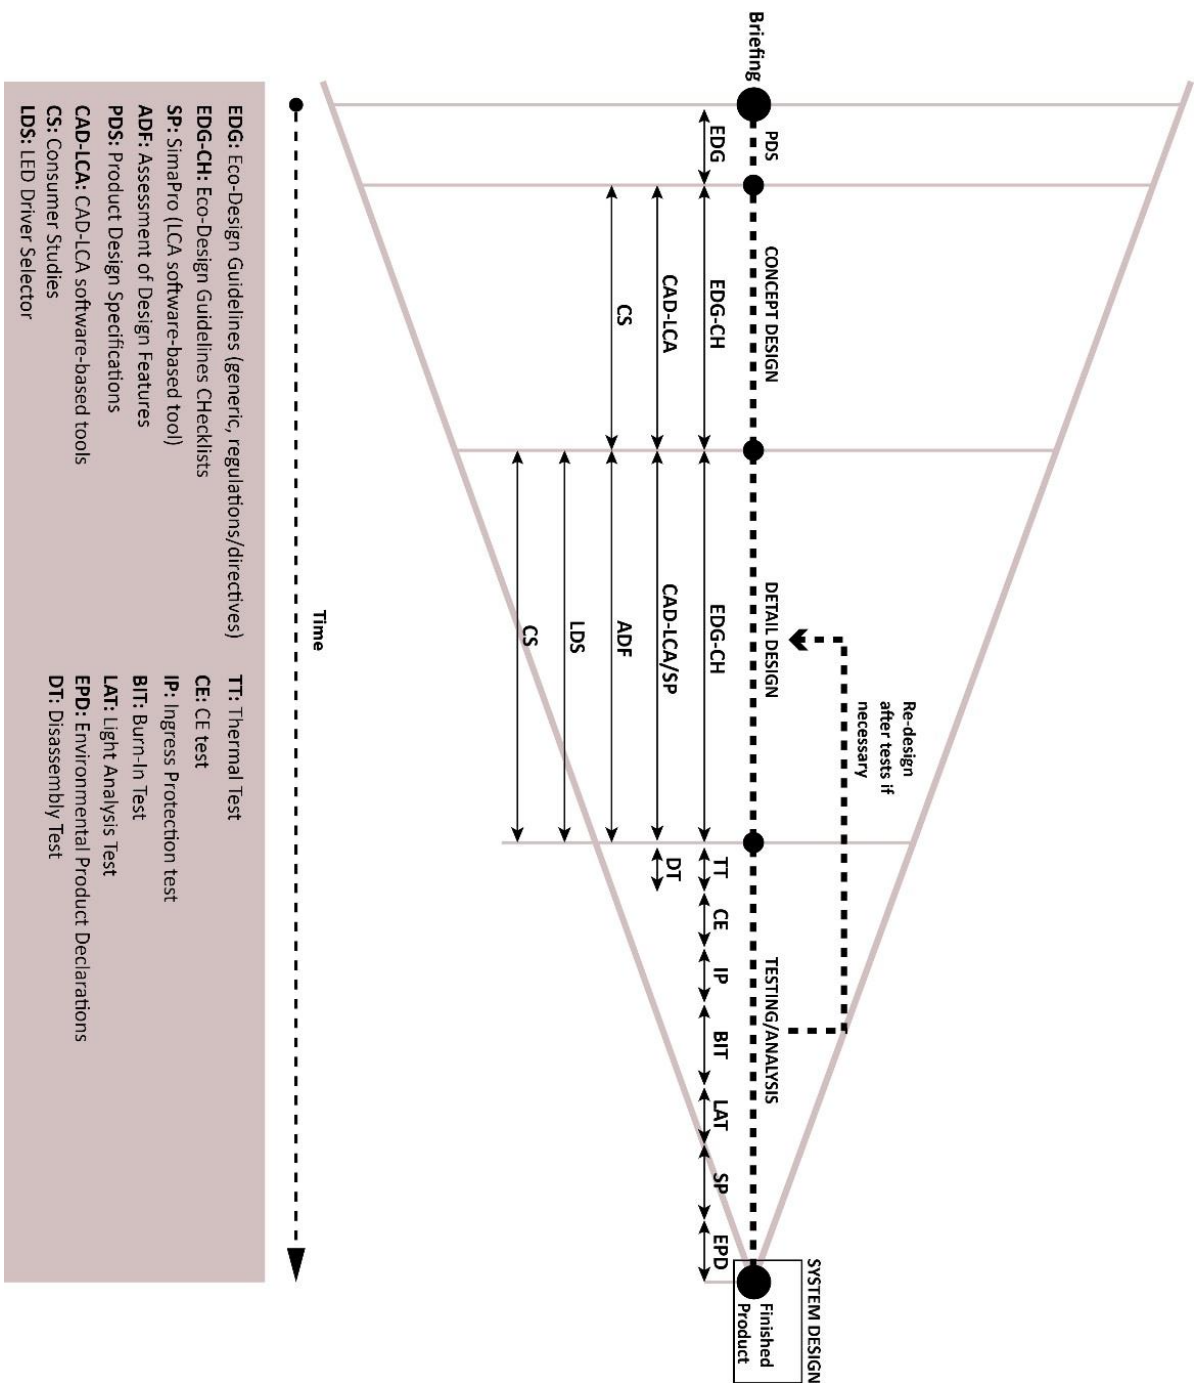 SYSTEM DESIGN
Re-design
after tests if
necessary
Briefing
PDS
CONCEPT DESIGN
DETAIL DESIGN
TESTING/ANALYSIS
Finished
Product
EDG
EDG-CH
EDG-CH
TT
CE
IP
BIT
LAT
SP
EPD
CAD-LCA
CAD-LCA/SP
DT
CS
ADF
LDS
CS
Time
EDG: Eco-Design Guidelines (generic, regulations/directives)
EDG-CH: Eco-Design Guidelines CHecklists
SP: SimaPro (LCA software-based tool)
ADF: Assessment of Design Features
PDS: Product Design Specifications
CAD-LCA: CAD-LCA software-based tools
CS: Consumer Studies
LDS: LED Driver Selector
TT: Thermal Test
CE: CE test
IP: Ingress Protection test
BIT: Burn-In Test
LAT: Light Analysis Test
EPD: Environmental Product Declarations
DT: Disassembly Test